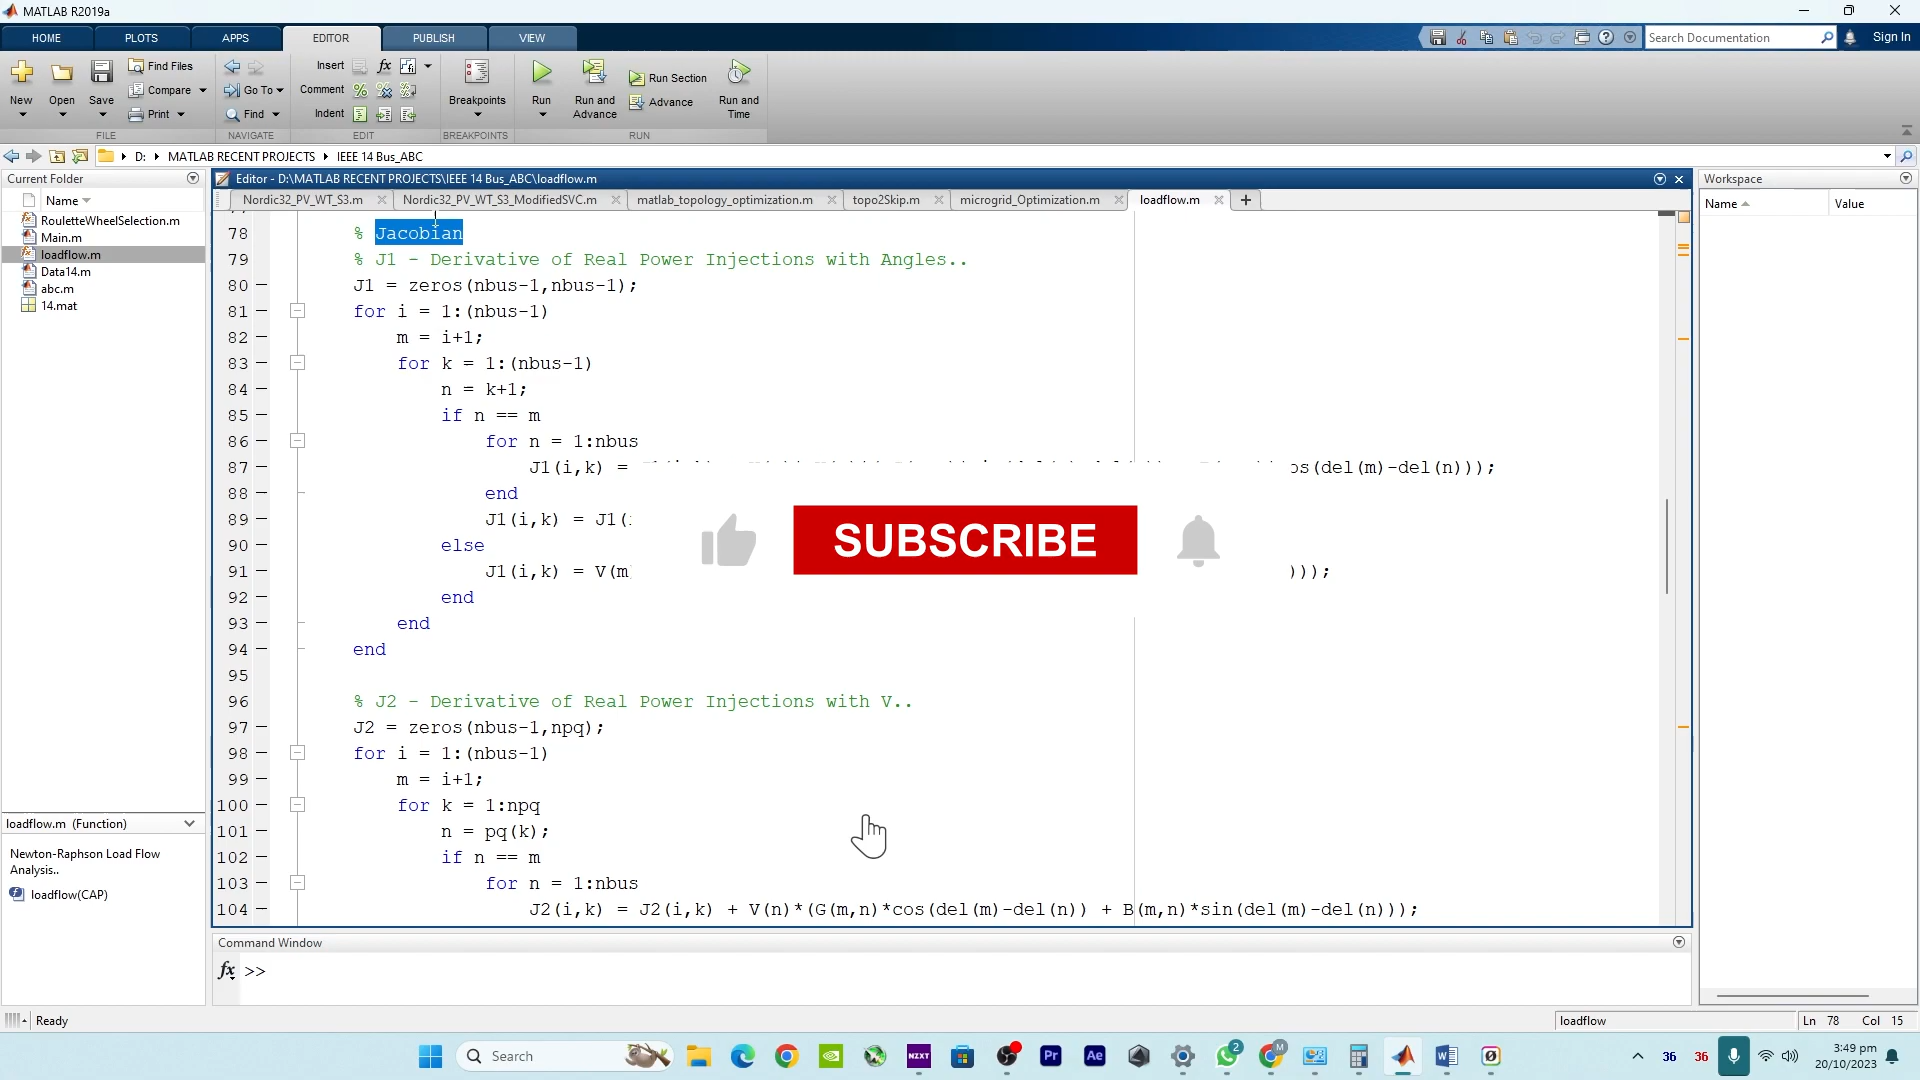 MATLAB R2019a
HOME PLOTS APPS EDITOR PUBLISH VIEW
Search Documentation Sign In
New Open Save Find Files Compare Print
Go To Find
Insert fx
Comment
Indent
Breakpoints
Run Run and Advance Run Section Advance Run and Time
FILE NAVIGATE EDIT BREAKPOINTS RUN
D: MATLAB RECENT PROJECTS IEEE 14 Bus_ABC
Current Folder
Name
RouletteWheelSelection.m
Main.m
loadflow.m
Data14.m
abc.m
14.mat
loadflow.m (Function)
Newton-Raphson Load Flow
Analysis..
loadflow(CAP)
Editor - D:\MATLAB RECENT PROJECTS\IEEE 14 Bus_ABC\loadflow.m
Nordic32_PV_WT_S3.m Nordic32_PV_WT_S3_ModifiedSVC.m matlab_topology_optimization.m topo2Skip.m microgrid_Optimization.m loadflow.m +
78 % Jacobian
79 % J1 - Derivative of Real Power Injections with Angles..
80 - J1 = zeros(nbus-1,nbus-1);
81 - for i = 1:(nbus-1)
82 - m = i+1;
83 - for k = 1:(nbus-1)
84 - n = k+1;
85 - if n == m
86 - for n = 1:nbus
87 - J1(i,k) = os(del(m)-del(n)));
88 - end
89 - J1(i,k) = J1(
90 - else
91 - J1(i,k) = V(m )));
92 - end
93 - end
94 - end
95
96 % J2 - Derivative of Real Power Injections with V..
97 - J2 = zeros(nbus-1,npq);
98 - for i = 1:(nbus-1)
99 - m = i+1;
100 - for k = 1:npq
101 - n = pq(k);
102 - if n == m
103 - for n = 1:nbus
104 - J2(i,k) = J2(i,k) + V(n)*(G(m,n)*cos(del(m)-del(n)) + B(m,n)*sin(del(m)-del(n)));
SUBSCRIBE
Command Window
fx >>
Workspace
Name Value
Ready
loadflow Ln 78 Col 15
Search
NZXT Pr Ae 2 M W
36 36
3:49 pm
20/10/2023